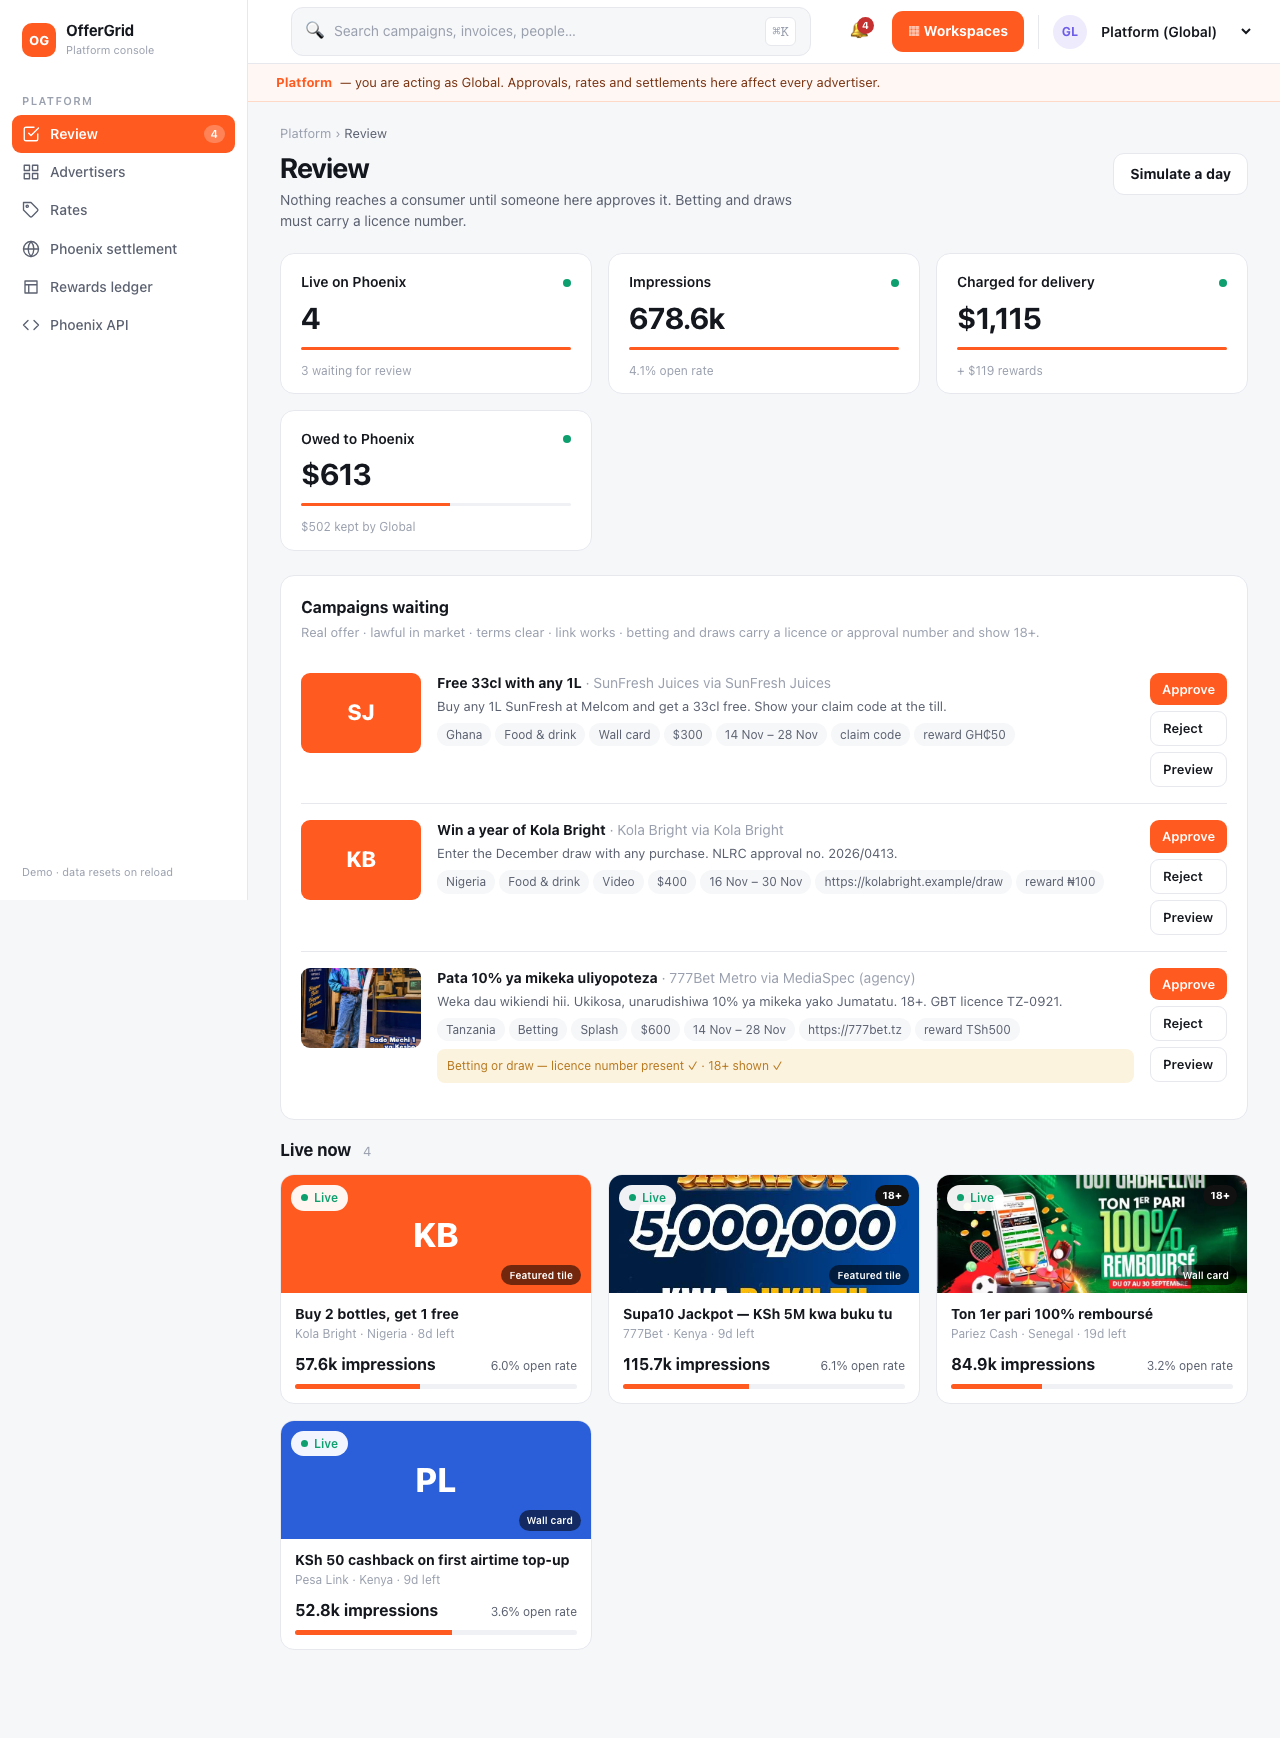 OG
OfferGrid
Platform console
Search campaigns, invoices, people...
⌘K
4
Workspaces
GL
Platform (Global)
Platform — you are acting as Global. Approvals, rates and settlements here affect every advertiser.
PLATFORM
Review 4
Advertisers
Rates
Phoenix settlement
Rewards ledger
Phoenix API
Demo · data resets on reload
Platform › Review
Review
Nothing reaches a consumer until someone here approves it. Betting and draws
must carry a licence number.
Simulate a day
Live on Phoenix
4
3 waiting for review
Impressions
678.6k
4.1% open rate
Charged for delivery
$1,115
+ $119 rewards
Owed to Phoenix
$613
$502 kept by Global
Campaigns waiting
Real offer · lawful in market · terms clear · link works · betting and draws carry a licence or approval number and show 18+.
SJ
Free 33cl with any 1L · SunFresh Juices via SunFresh Juices
Buy any 1L SunFresh at Melcom and get a 33cl free. Show your claim code at the till.
Ghana Food & drink Wall card $300 14 Nov – 28 Nov claim code reward GH₵50
Approve
Reject
Preview
KB
Win a year of Kola Bright · Kola Bright via Kola Bright
Enter the December draw with any purchase. NLRC approval no. 2026/0413.
Nigeria Food & drink Video $400 16 Nov – 30 Nov https://kolabright.example/draw reward ₦100
Approve
Reject
Preview
Bado Mechi 1
Pata 10% ya mikeka uliyopoteza · 777Bet Metro via MediaSpec (agency)
Weka dau wikiendi hii. Ukikosa, unarudishiwa 10% ya mikeka yako Jumatatu. 18+. GBT licence TZ-0921.
Tanzania Betting Splash $600 14 Nov – 28 Nov https://777bet.tz reward TSh500
Betting or draw — licence number present ✓ · 18+ shown ✓
Approve
Reject
Preview
Live now 4
Live
KB
Featured tile
Buy 2 bottles, get 1 free
Kola Bright · Nigeria · 8d left
57.6k impressions 6.0% open rate
JACKPOT
Live
18+
5,000,000
KWA BUKU TU
Featured tile
Supa10 Jackpot — KSh 5M kwa buku tu
777Bet · Kenya · 9d left
115.7k impressions 6.1% open rate
Live
18+
TON 1ER PARI
100%
REMBOURSÉ
DU 07 AU 30 SEPTEMBRE
Wall card
Ton 1er pari 100% remboursé
Pariez Cash · Senegal · 19d left
84.9k impressions 3.2% open rate
Live
PL
Wall card
KSh 50 cashback on first airtime top-up
Pesa Link · Kenya · 9d left
52.8k impressions 3.6% open rate